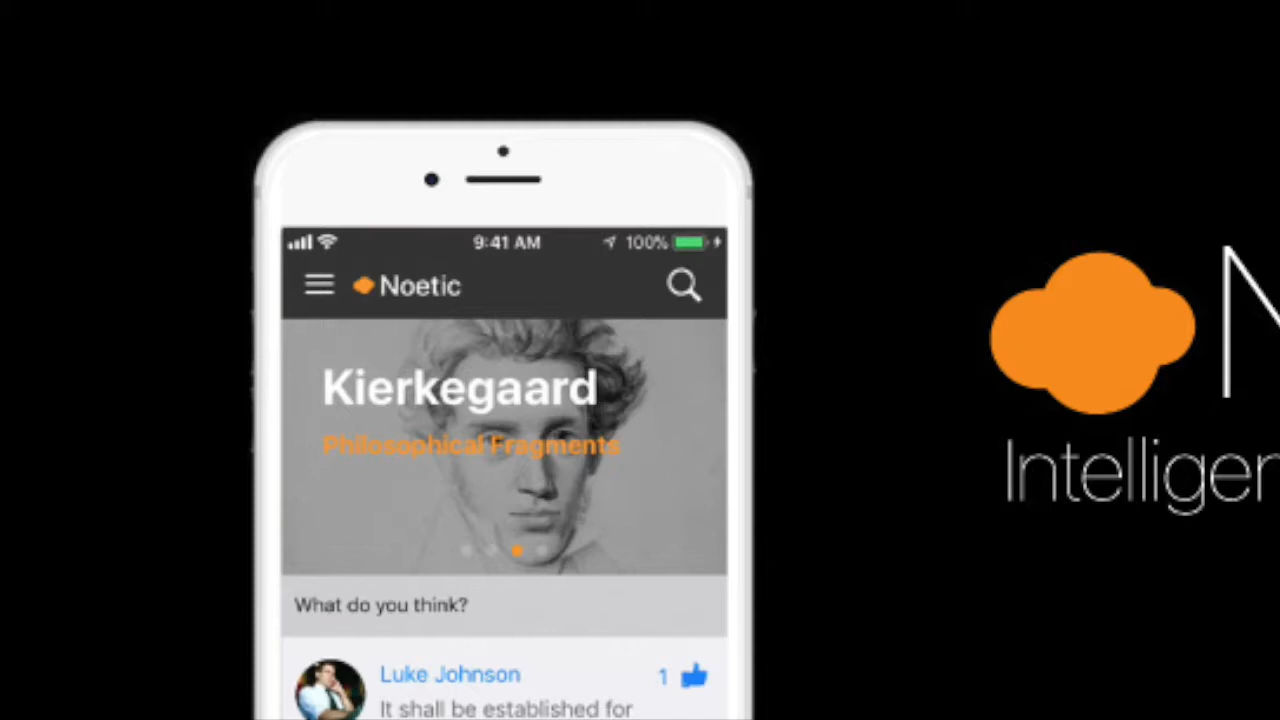 9:41 AM 100%
Noetic
Kierkegaard
Philosophical Fragments
What do you think?
Luke Johnson 1
It shall be established for
N
Intelligen